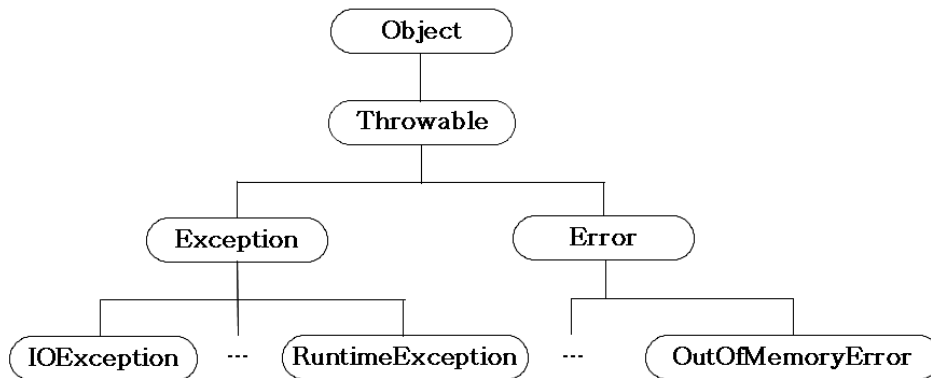 Object
Throwable
Exception
Error
IOException ... RuntimeException ... OutOfMemoryError